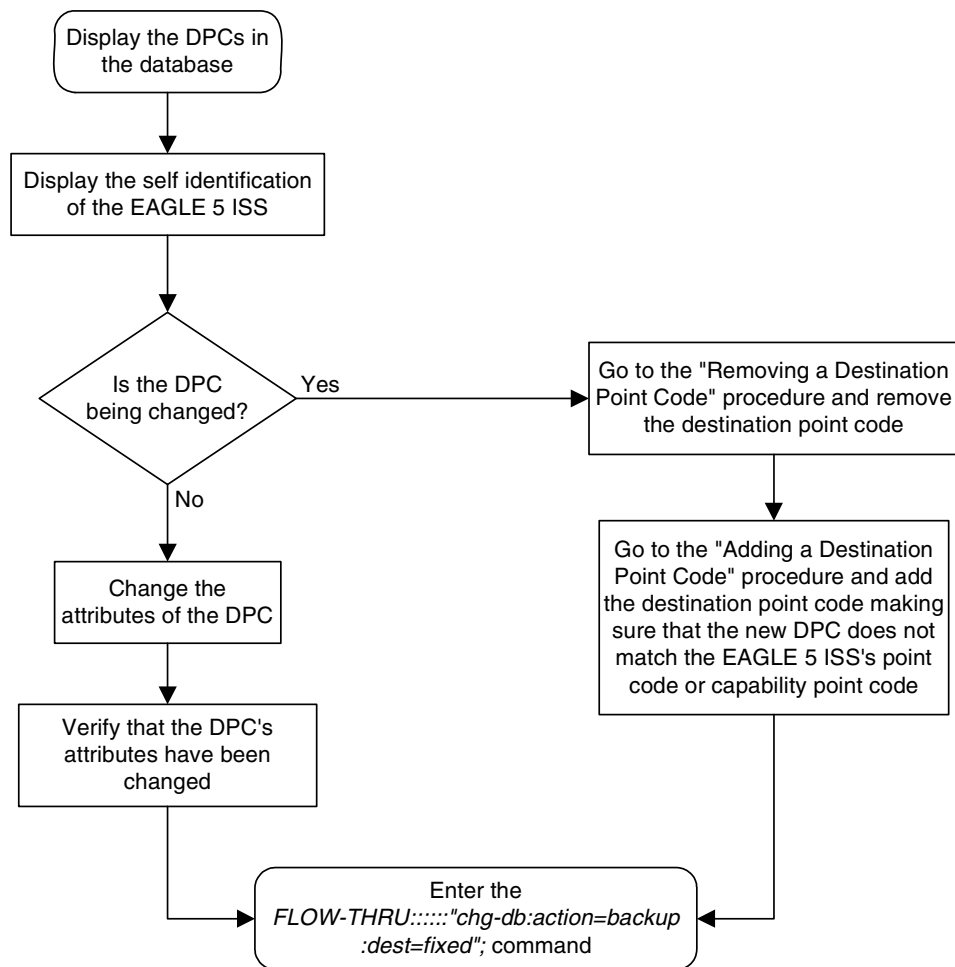 Display the DPCs in
the database
Display the self identification
of the EAGLE 5 ISS
Is the DPC
being changed?
Yes
No
Go to the "Removing a Destination
Point Code" procedure and remove
the destination point code
Go to the "Adding a Destination
Point Code" procedure and add
the destination point code making
sure that the new DPC does not
match the EAGLE 5 ISS's point
code or capability point code
Change the
attributes of the DPC
Verify that the DPC's
attributes have been
changed
Enter the
FLOW-THRU::::::"chg-db:action=backup
:dest=fixed"; command